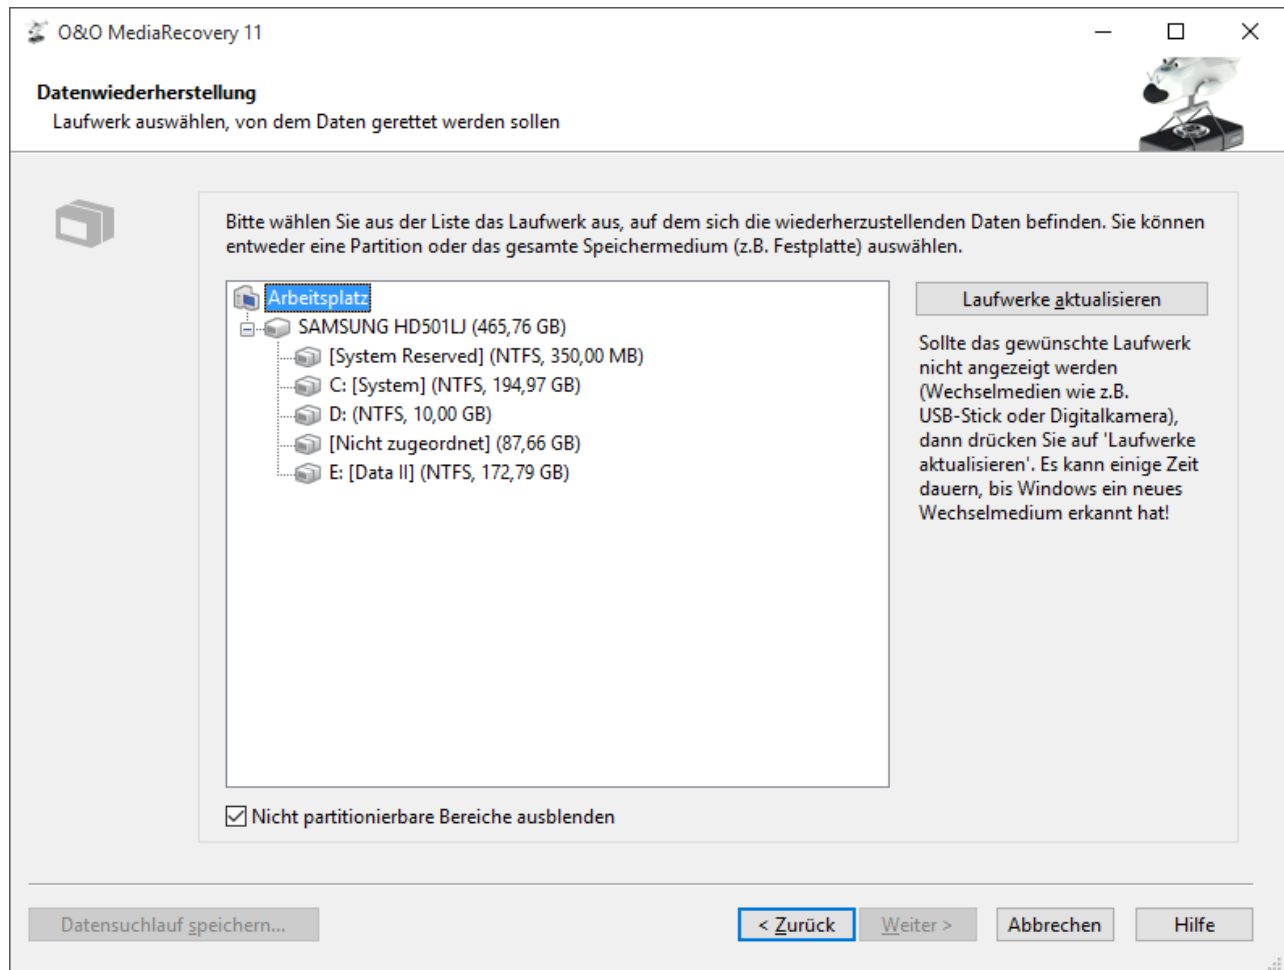 O&O MediaRecovery 11
Datenwiederherstellung
Laufwerk auswählen, von dem Daten gerettet werden sollen
Bitte wählen Sie aus der Liste das Laufwerk aus, auf dem sich die wiederherzustellenden Daten befinden. Sie können
entweder eine Partition oder das gesamte Speichermedium (z.B. Festplatte) auswählen.
Arbeitsplatz
SAMSUNG HD501LJ (465,76 GB)
[System Reserved] (NTFS, 350,00 MB)
C: [System] (NTFS, 194,97 GB)
D: (NTFS, 10,00 GB)
[Nicht zugeordnet] (87,66 GB)
E: [Data II] (NTFS, 172,79 GB)
Laufwerke aktualisieren
Sollte das gewünschte Laufwerk
nicht angezeigt werden
(Wechselmedien wie z.B.
USB-Stick oder Digitalkamera),
dann drücken Sie auf 'Laufwerke
aktualisieren'. Es kann einige Zeit
dauern, bis Windows ein neues
Wechselmedium erkannt hat!
Nicht partitionierbare Bereiche ausblenden
Datensuchlauf speichern...
< Zurück
Weiter >
Abbrechen
Hilfe